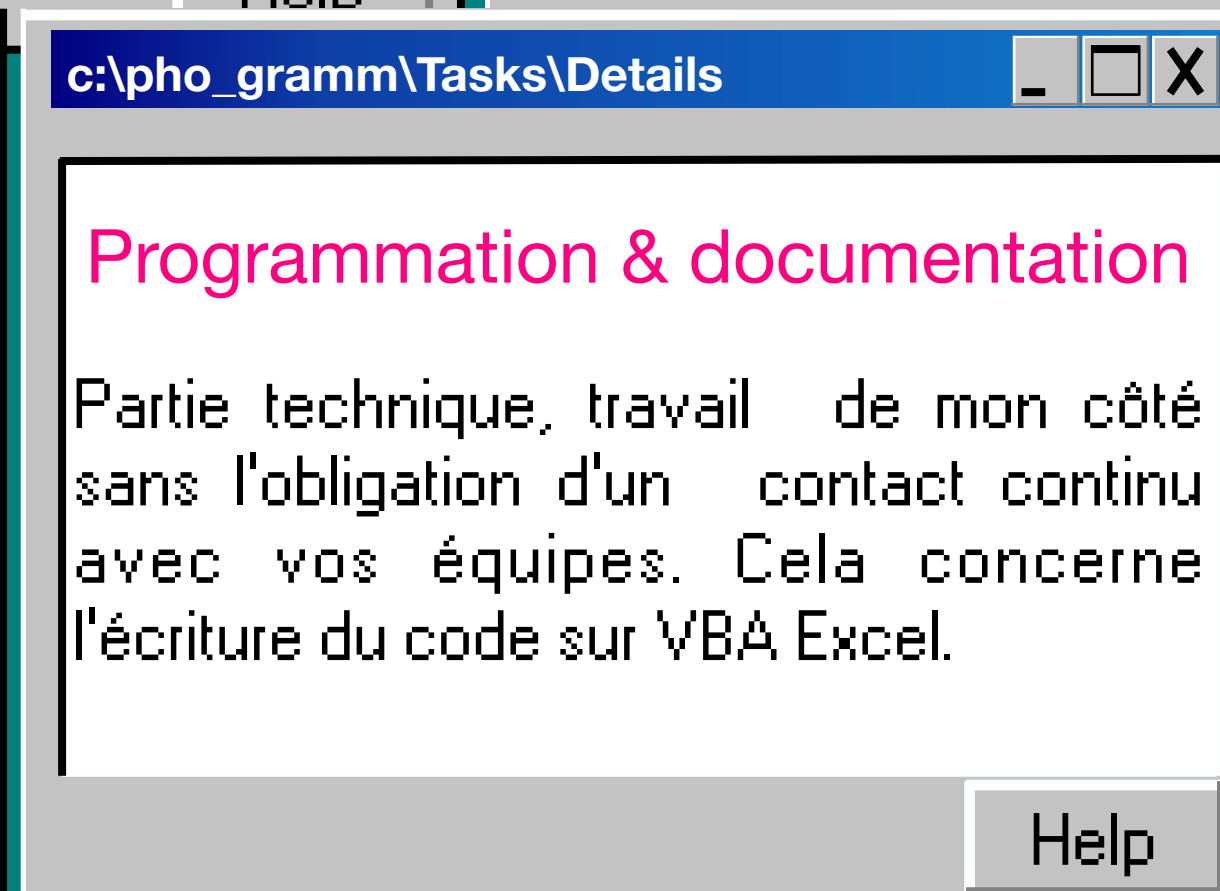 Help
c:\pho_gramm\Tasks\Details
Programmation & documentation
Partie technique, travail de mon côté
sans l'obligation d'un contact continu
avec vos équipes. Cela concerne
l'écriture du code sur VBA Excel.
Help